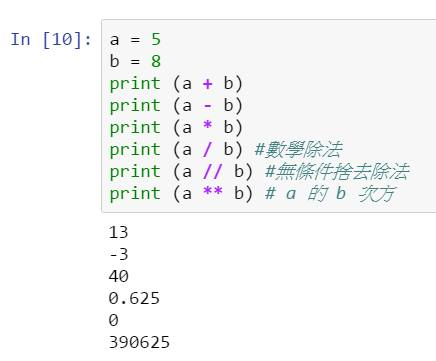 In [10]: a = 5
b = 8
print (a + b)
print (a - b)
print (a * b)
print (a / b) #數學除法
print (a // b) #無條件捨去除法
print (a ** b) # a 的 b 次方
13
-3
40
0.625
0
390625